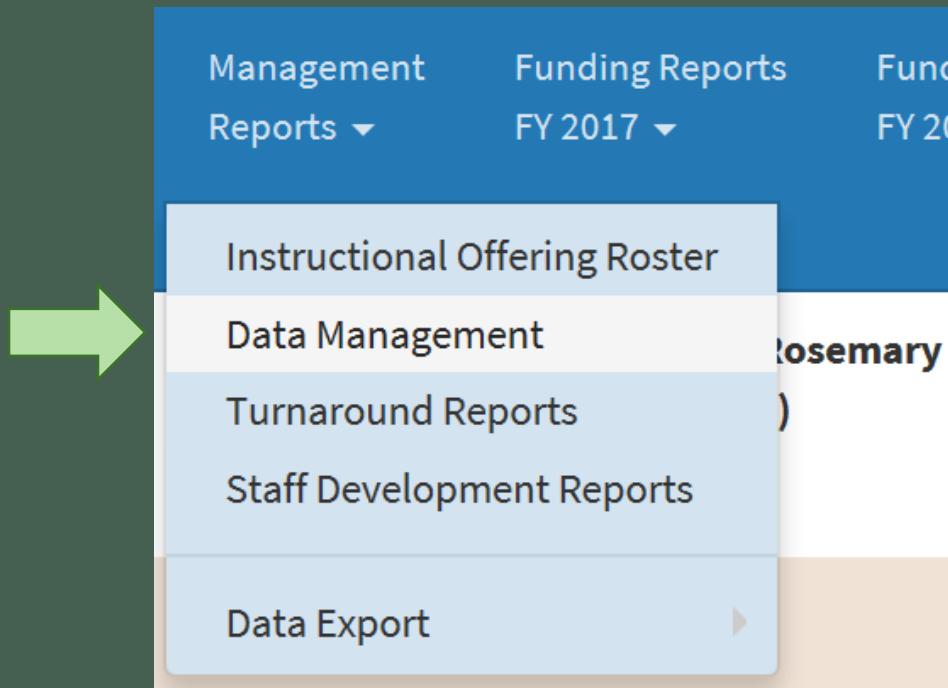 Management
Reports
Funding Reports
FY 2017
FY
Instructional Offering Roster
Data Management
Turnaround Reports
Staff Development Reports
Data Export
Rosemary
)